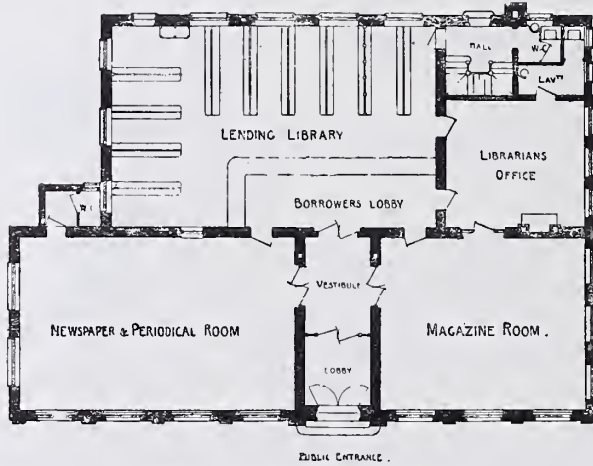 HALL
W.C
LAVTY
LENDING LIBRARY
LIBRARIANS
OFFICE
BORROWERS LOBBY
W.C
VESTIBULE
NEWSPAPER & PERIODICAL ROOM
MAGAZINE ROOM.
LOBBY
PUBLIC ENTRANCE.